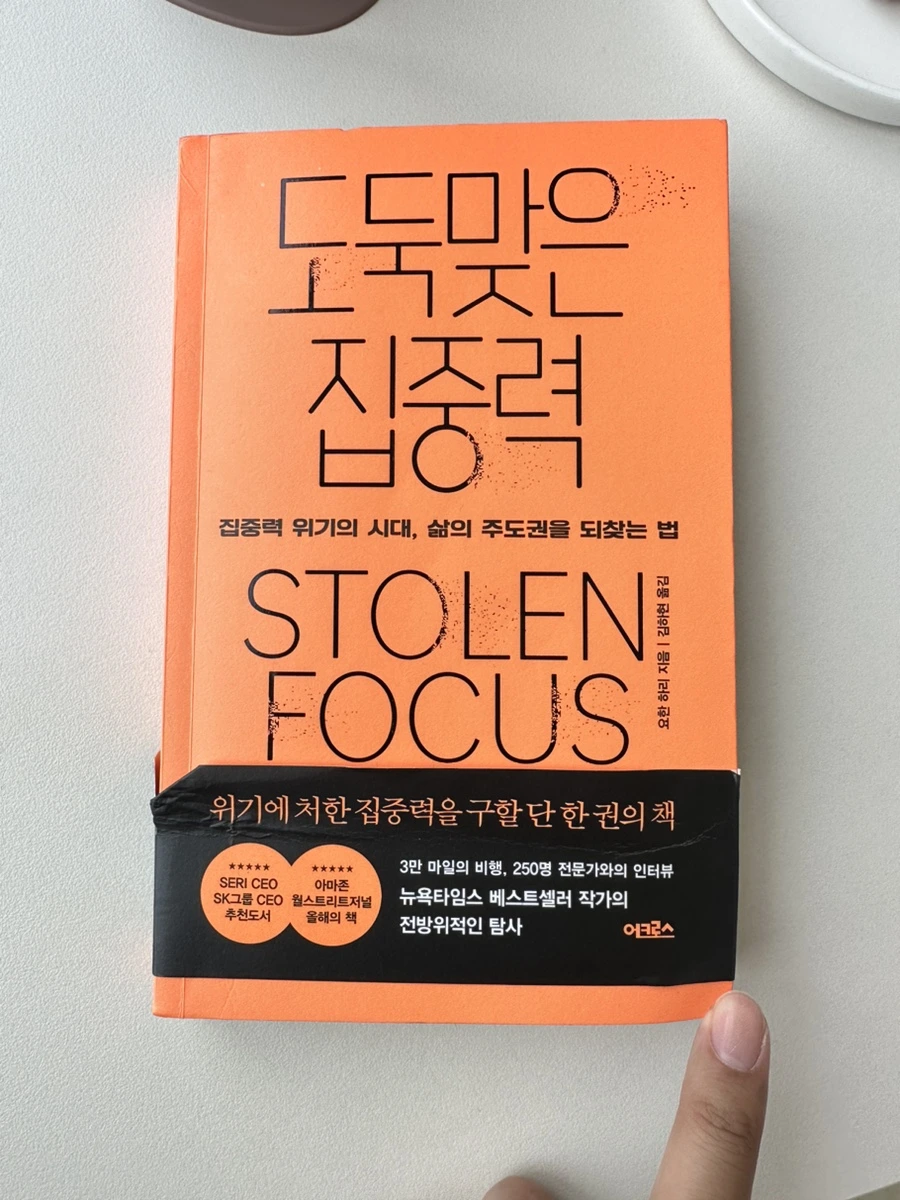 도둑맞은
집중력
집중력 위기의 시대, 삶의 주도권을 되찾는 법
STOLEN
FOCUS
요한 하리 지음 | 김하현 옮김
위기에 처한 집중력을 구할 단 한 권의 책
★★★★★
SERI CEO
SK그룹 CEO
추천도서
★★★★★
아마존
월스트리트저널
올해의 책
3만 마일의 비행, 250명 전문가와의 인터뷰
뉴욕타임스 베스트셀러 작가의
전방위적인 탐사
어크로스